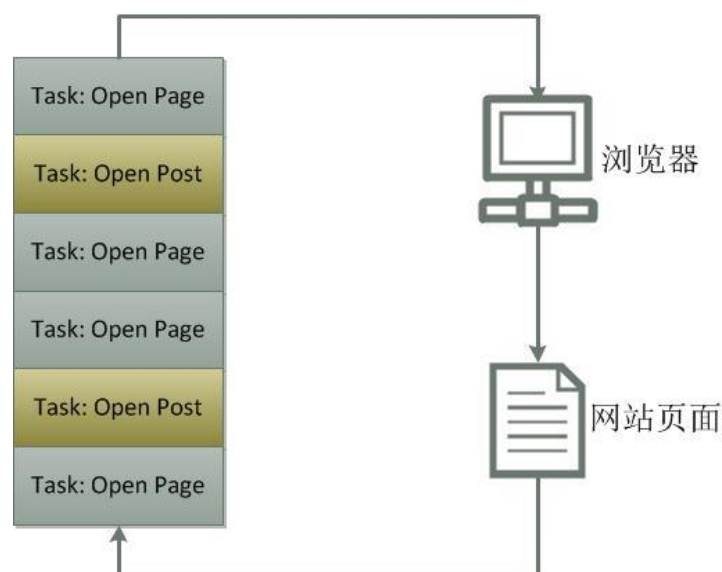 Task: Open Page
Task: Open Post
Task: Open Page
Task: Open Page
Task: Open Post
Task: Open Page
浏览器
网站页面